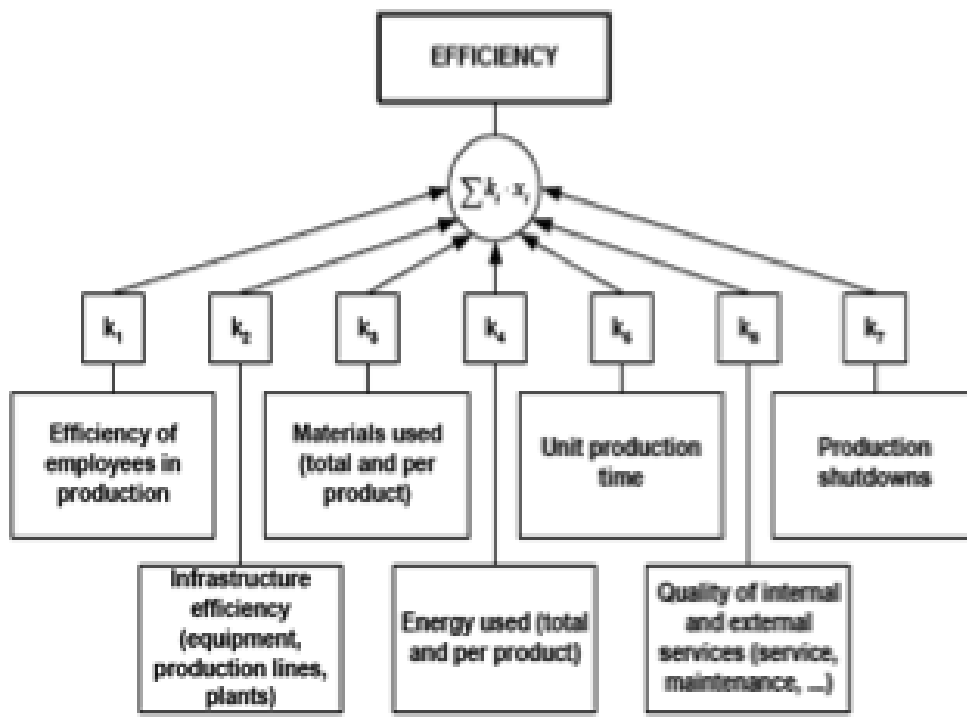 EFFICIENCY
∑ kᵢ · xᵢ
k₁
k₂
k₃
k₄
k₅
k₆
k₇
Efficiency of
employees in
production
Materials used
(total and per
product)
Unit production
time
Production
shutdowns
Infrastructure
efficiency
(equipment,
production lines,
plants)
Energy used (total
and per product)
Quality of internal
and external
services (service,
maintenance, ...)